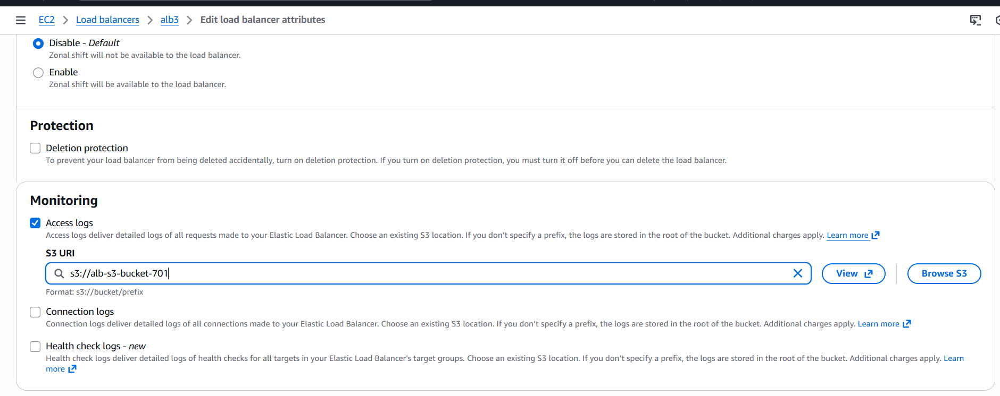 EC2 > Load balancers > alb3 > Edit load balancer attributes
Disable - Default
Zonal shift will not be available to the load balancer.
Enable
Zonal shift will be available to the load balancer.
Protection
Deletion protection
To prevent your load balancer from being deleted accidentally, turn on deletion protection. If you turn on deletion protection, you must turn it off before you can delete the load balancer.
Monitoring
Access logs
Access logs deliver detailed logs of all requests made to your Elastic Load Balancer. Choose an existing S3 location. If you don’t specify a prefix, the logs are stored in the root of the bucket. Additional charges apply. Learn more
S3 URI
s3://alb-s3-bucket-701
View
Browse S3
Format: s3://bucket/prefix
Connection logs
Connection logs deliver detailed logs of all connections made to your Elastic Load Balancer. Choose an existing S3 location. If you don’t specify a prefix, the logs are stored in the root of the bucket. Additional charges apply. Learn more
Health check logs - new
Health check logs deliver detailed logs of health checks for all targets in your Elastic Load Balancer's target groups. Choose an existing S3 location. If you don’t specify a prefix, the logs are stored in the root of the bucket. Additional charges apply. Learn
more